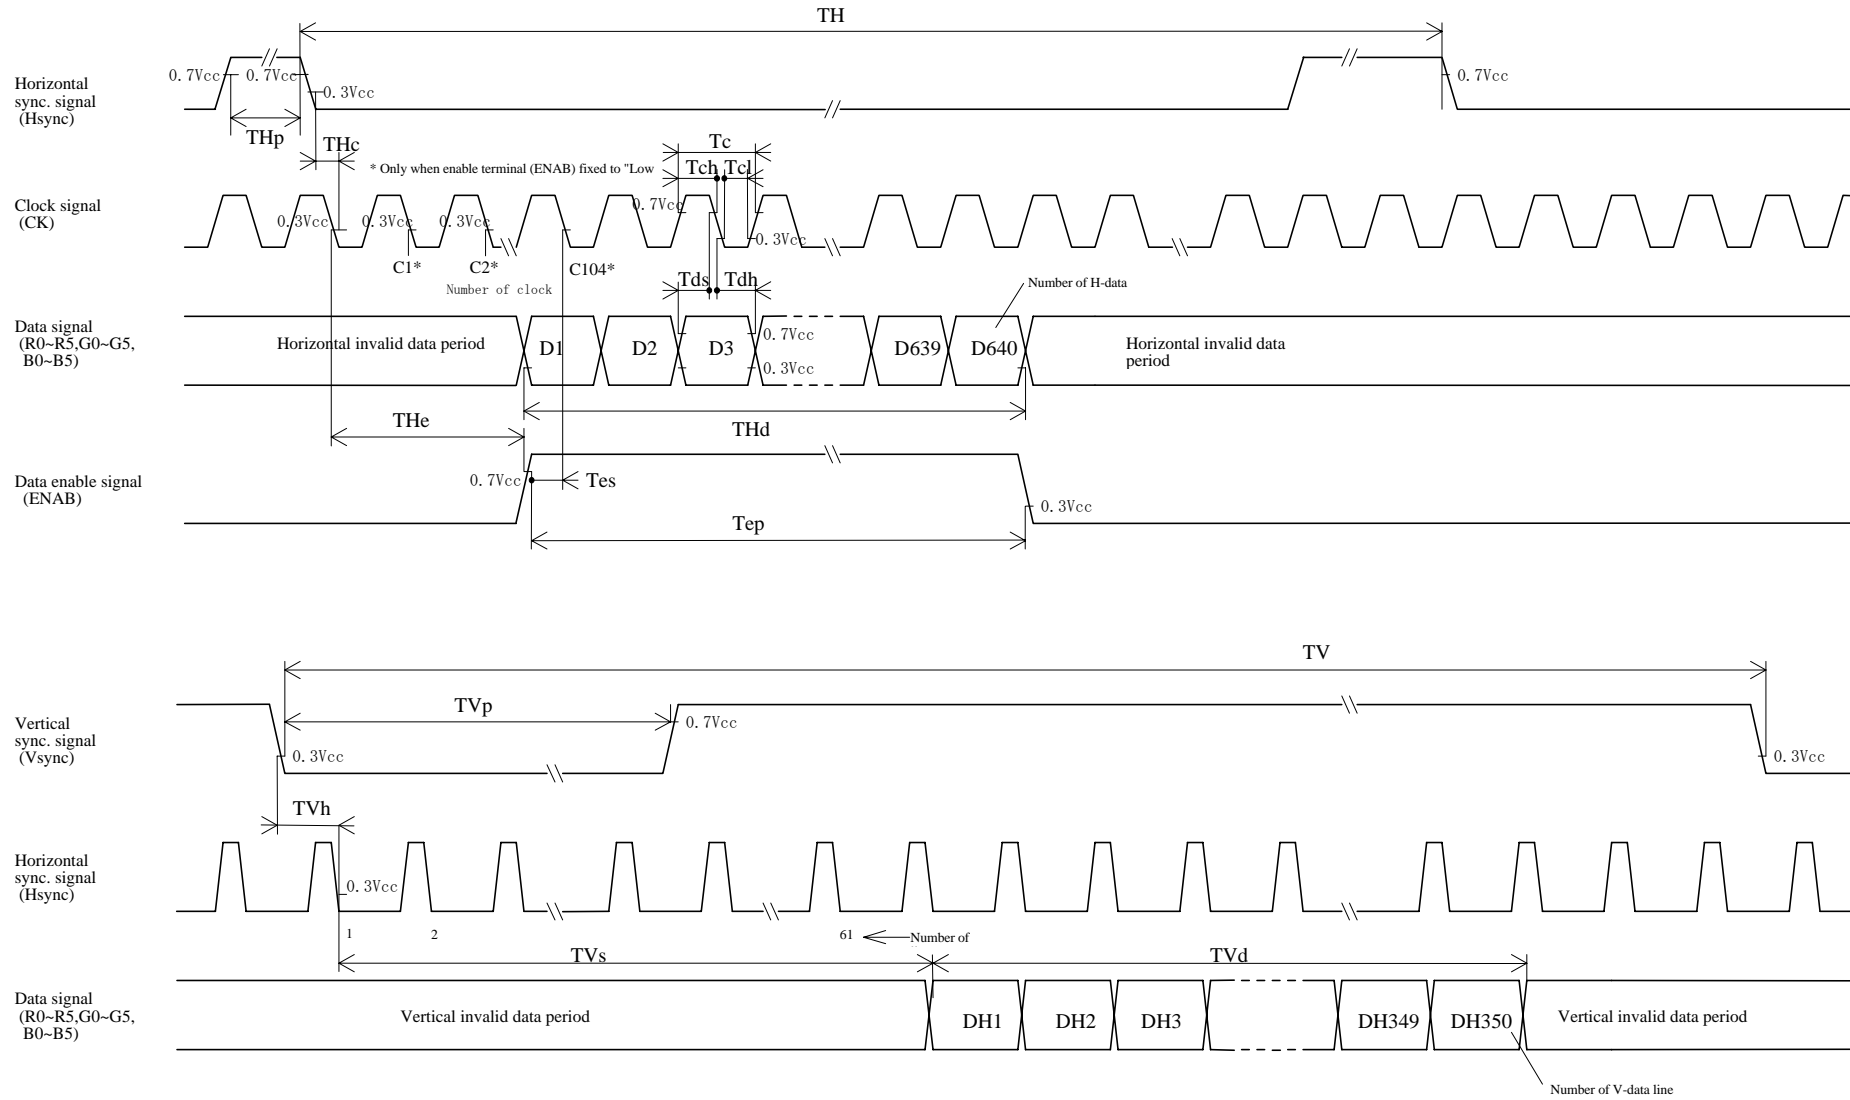 TH
0.7Vcc
0.7Vcc
0.3Vcc
0.7Vcc
Horizontal
sync. signal
(Hsync)
THp
THc
* Only when enable terminal (ENAB) fixed to "Low
Tc
Tch
Tcl
Clock signal
(CK)
0.3Vcc
0.3Vcc
0.3Vcc
0.7Vcc
0.3Vcc
C1*
C2*
C104*
Number of clock
Tds
Tdh
Number of H-data
Data signal
(R0~R5,G0~G5,
B0~B5)
Horizontal invalid data period
D1
D2
D3
0.7Vcc
0.3Vcc
D639
D640
Horizontal invalid data
period
THe
THd
Data enable signal
(ENAB)
0.7Vcc
Tes
0.3Vcc
Tep
TV
TVp
0.7Vcc
Vertical
sync. signal
(Vsync)
0.3Vcc
0.3Vcc
TVh
Horizontal
sync. signal
(Hsync)
0.3Vcc
1
2
61
Number of
TVs
TVd
Data signal
(R0~R5,G0~G5,
B0~B5)
Vertical invalid data period
DH1
DH2
DH3
DH349
DH350
Vertical invalid data period
Number of V-data line